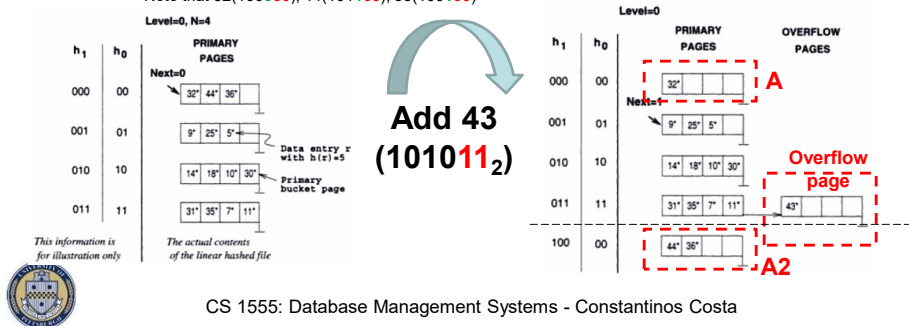 Level=0, N=4
h1 h0 PRIMARY PAGES
Next=0
000 00 32* 44* 36*
001 01 9* 25* 5*
Data entry r
with h(r)=5
010 10 14* 18* 10* 30*
Primary
bucket page
011 11 31* 35* 7* 11*
This information is
for illustration only
The actual contents
of the linear hashed file
Add 43
(101011₂)
Level=0
h1 h0 PRIMARY PAGES OVERFLOW PAGES
000 00 32* A
001 01 9* 25* 5*
010 10 14* 18* 10* 30*
Overflow
page
011 11 31* 35* 7* 11* 43*
100 00 44* 36* A2
CS 1555: Database Management Systems - Constantinos Costa